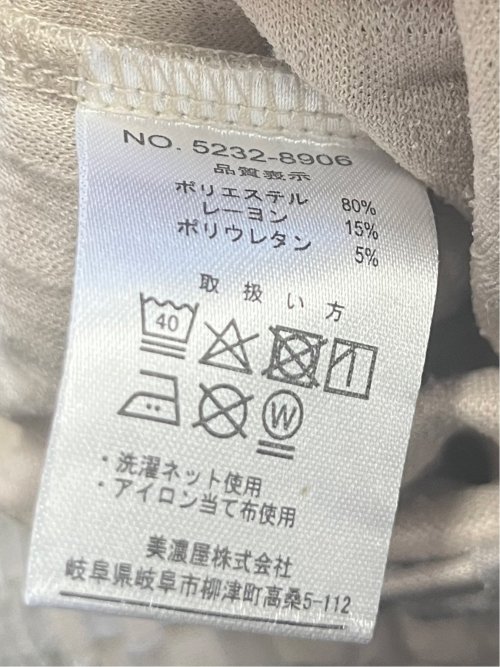 NO. 5232-8906
品質表示
ポリエステル 80%
レーヨン 15%
ポリウレタン 5%
取扱い方
40
W
・洗濯ネット使用
・アイロン当て布使用
美濃屋株式会社
岐阜県岐阜市柳津町高桑5-112